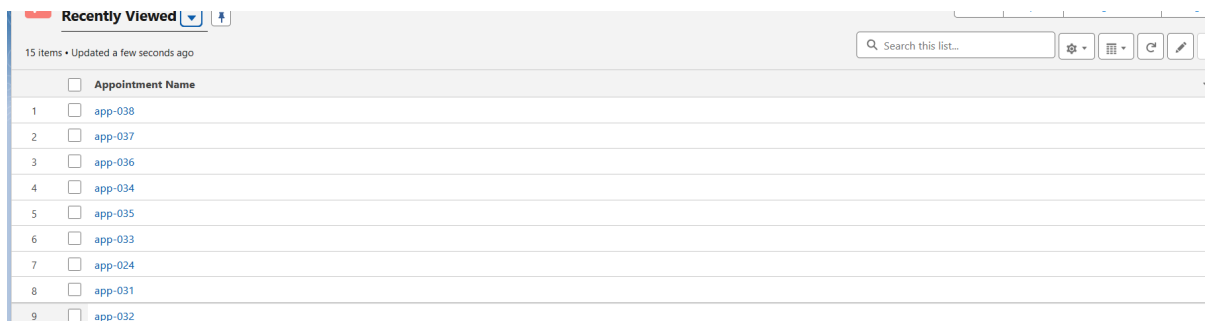 Recently Viewed
15 items • Updated a few seconds ago
Search this list...
Appointment Name
1 app-038
2 app-037
3 app-036
4 app-034
5 app-035
6 app-033
7 app-024
8 app-031
9 app-032